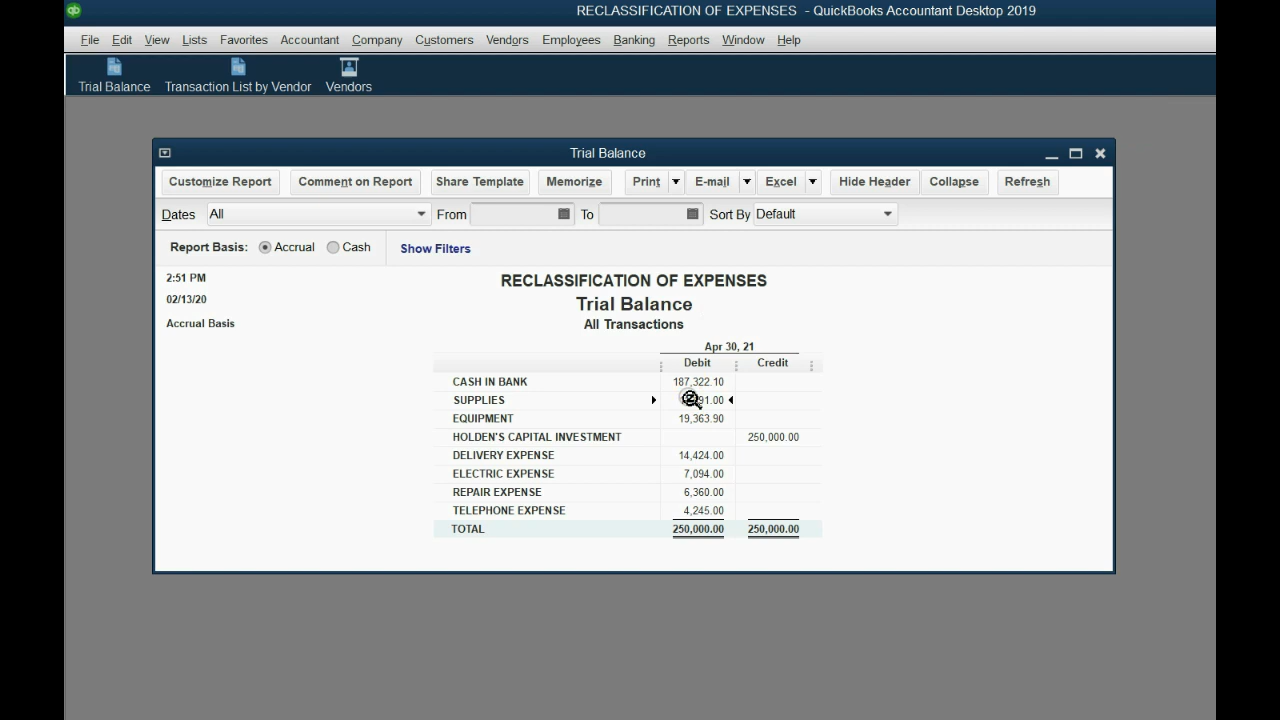 RECLASSIFICATION OF EXPENSES - QuickBooks Accountant Desktop 2019
File Edit View Lists Favorites Accountant Company Customers Vendors Employees Banking Reports Window Help
Trial Balance Transaction List by Vendor Vendors
Trial Balance
Customize Report Comment on Report Share Template Memorize Print E-mail Excel Hide Header Collapse Refresh
Dates All From To Sort By Default
Report Basis: Accrual Cash Show Filters
2:51 PM
02/13/20
Accrual Basis
RECLASSIFICATION OF EXPENSES
Trial Balance
All Transactions
Apr 30, 21
Debit Credit
CASH IN BANK 187,322.10
SUPPLIES
EQUIPMENT 19,363.90
HOLDEN'S CAPITAL INVESTMENT 250,000.00
DELIVERY EXPENSE 14,424.00
ELECTRIC EXPENSE 7,094.00
REPAIR EXPENSE 6,360.00
TELEPHONE EXPENSE 4,245.00
TOTAL 250,000.00 250,000.00